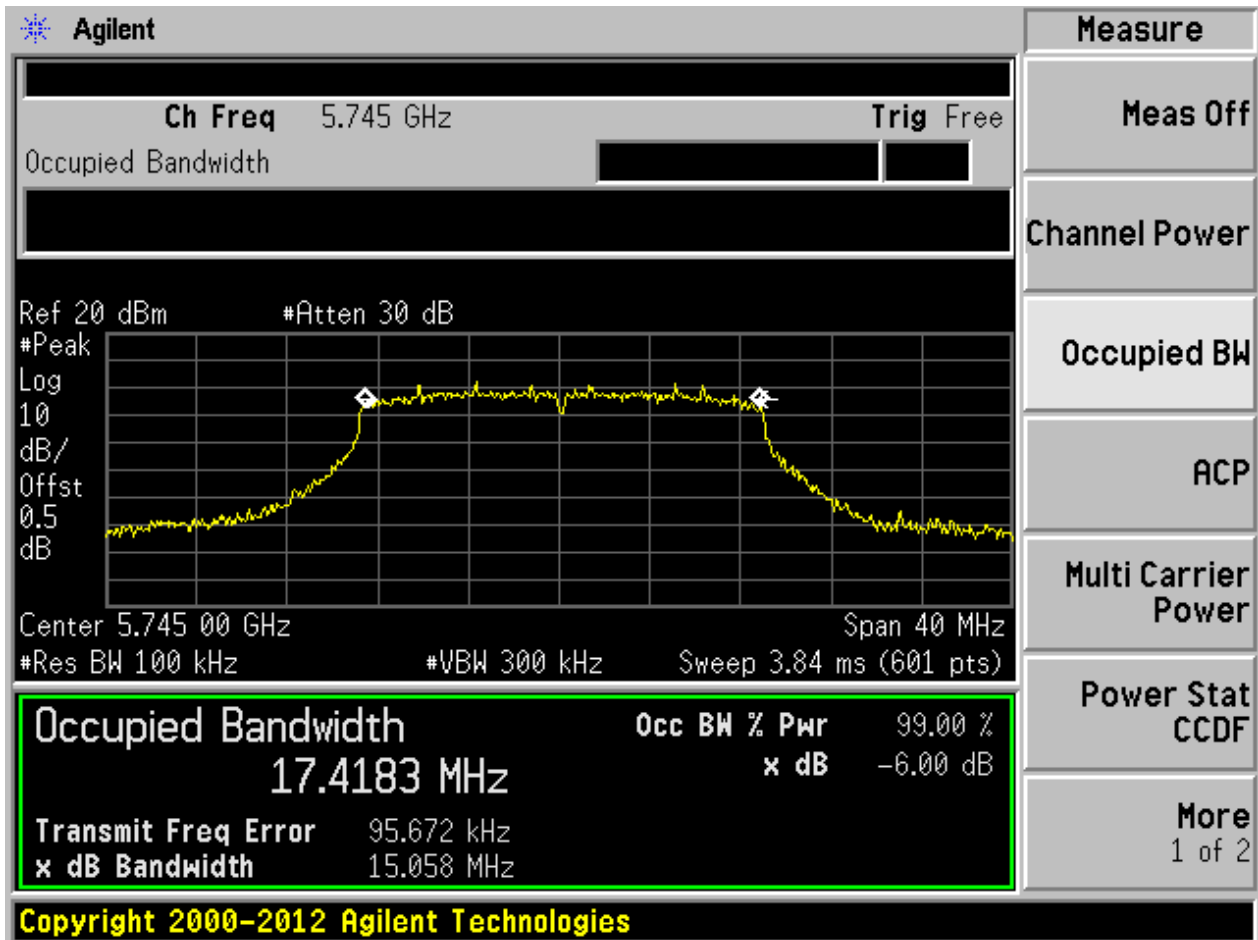 Agilent
Measure
Ch Freq 5.745 GHz Trig Free
Occupied Bandwidth
Meas Off
Channel Power
Occupied BW
ACP
Multi Carrier
Power
Power Stat
CCDF
More
1 of 2
Ref 20 dBm #Atten 30 dB
#Peak
Log
10
dB/
Offst
0.5
dB
Center 5.745 00 GHz Span 40 MHz
#Res BW 100 kHz #VBW 300 kHz Sweep 3.84 ms (601 pts)
Occupied Bandwidth
17.4183 MHz
Occ BW % Pwr 99.00 %
x dB -6.00 dB
Transmit Freq Error 95.672 kHz
x dB Bandwidth 15.058 MHz
Copyright 2000-2012 Agilent Technologies